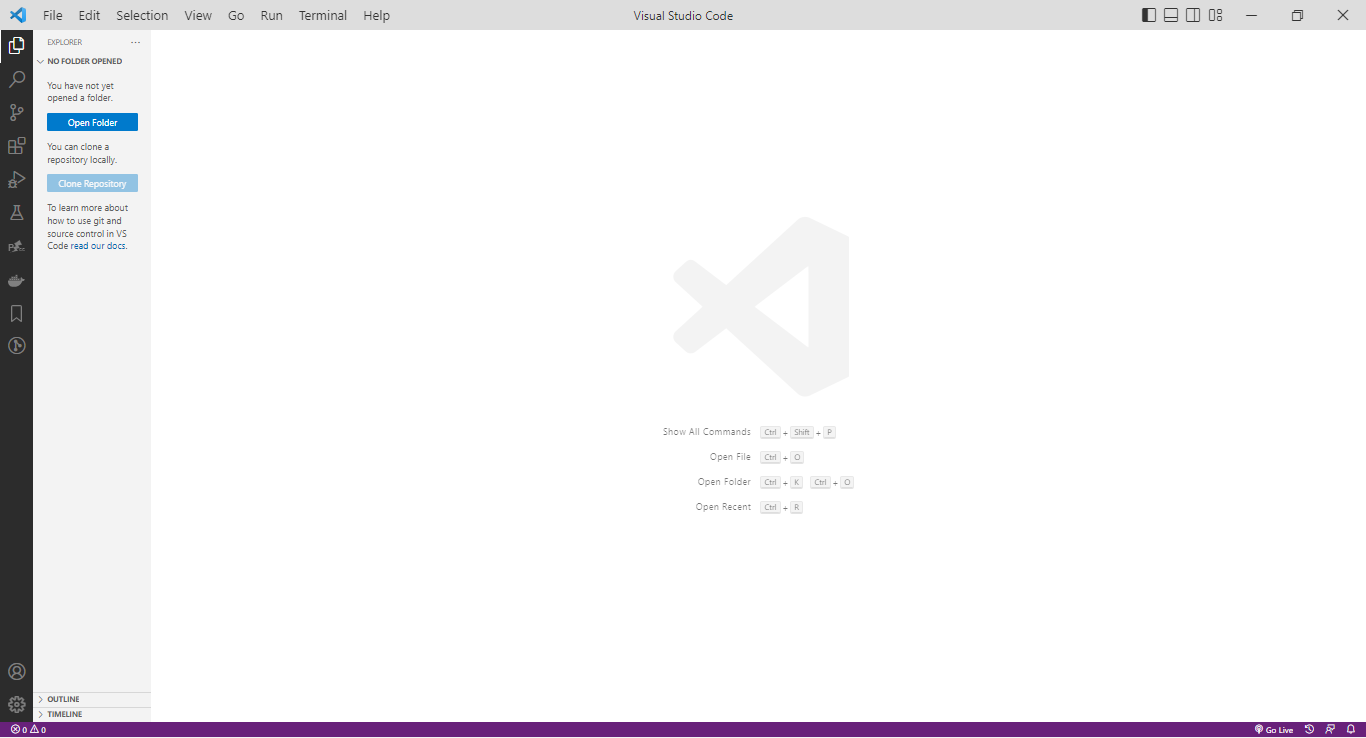 File Edit Selection View Go Run Terminal Help Visual Studio Code
EXPLORER
NO FOLDER OPENED
You have not yet
opened a folder.
Open Folder
You can clone a
repository locally.
Clone Repository
To learn more about
how to use git and
source control in VS
Code read our docs.
Show All Commands Ctrl + Shift + P
Open File Ctrl + O
Open Folder Ctrl + K Ctrl + O
Open Recent Ctrl + R
OUTLINE
TIMELINE
0 0 Go Live